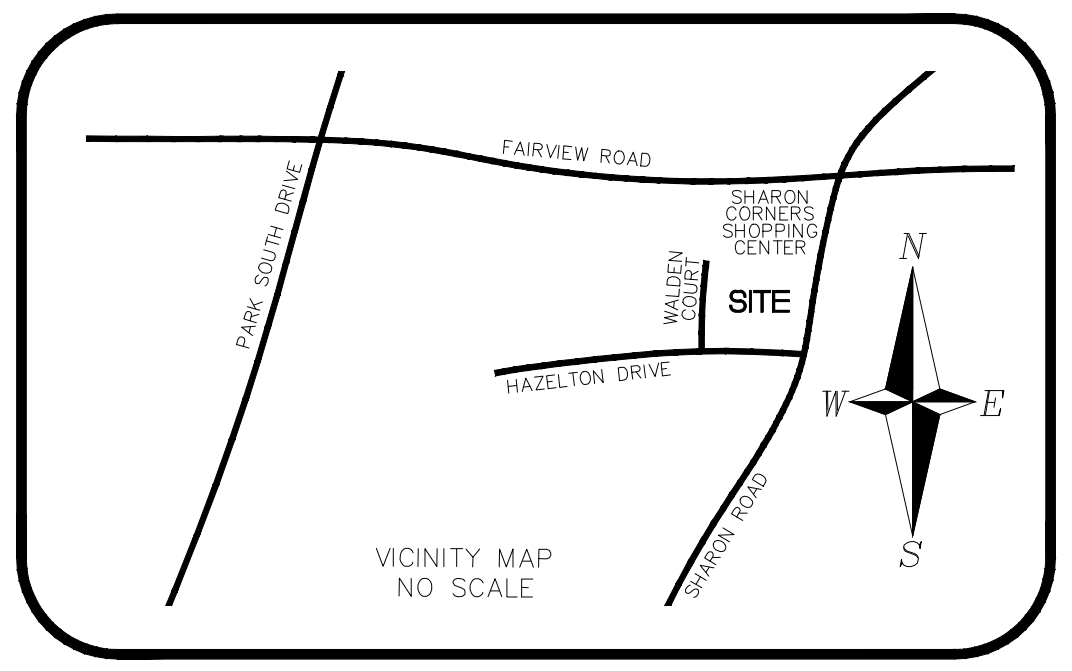 FAIRVIEW ROAD
PARK SOUTH DRIVE
SHARON
CORNERS
SHOPPING
CENTER
WALDEN
COURT
SITE
HAZELTON DRIVE
SHARON ROAD
N
W
E
S
VICINITY MAP
NO SCALE